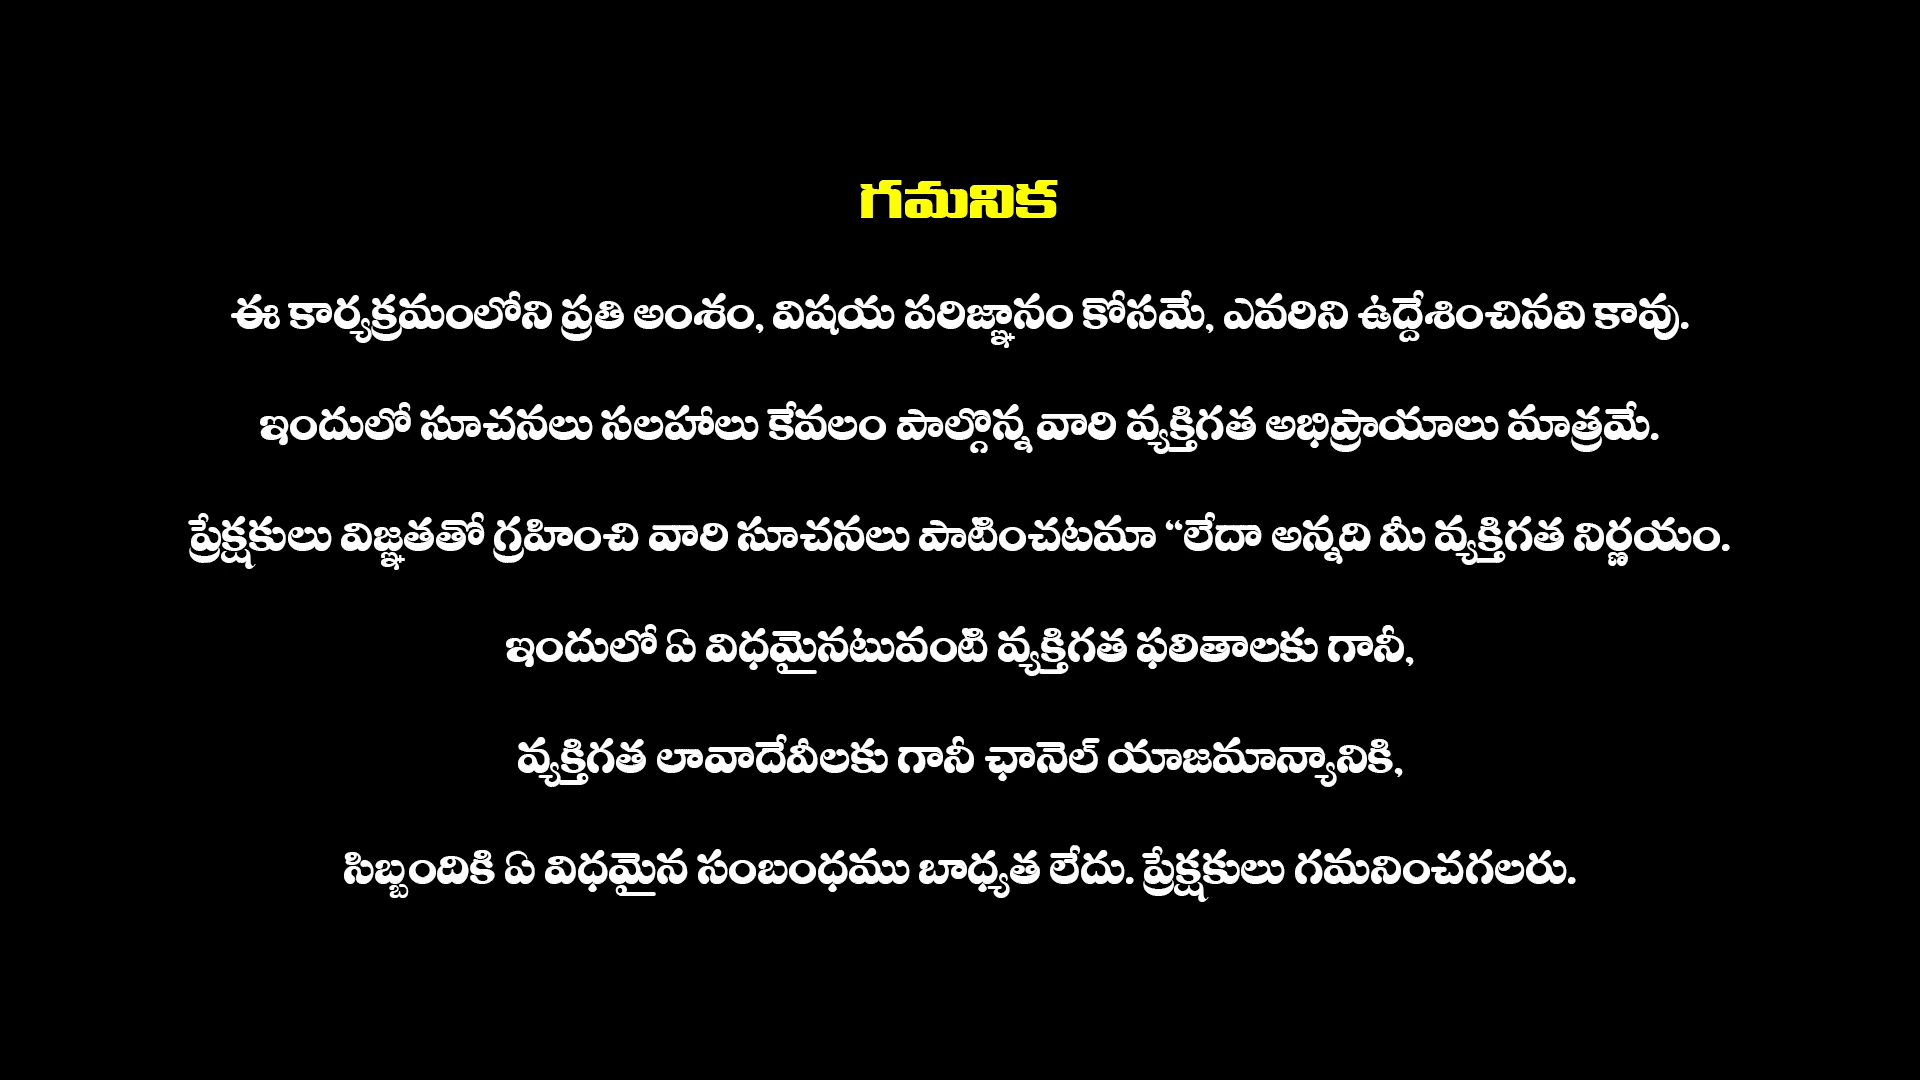 గమనిక
ఈ కార్యక్రమంలోని ప్రతి అంశం, విషయ పరిజ్ఞానం కోసమే, ఎవరిని ఉద్దేశించినవి కావు.
ఇందులో సూచనలు సలహాలు కేవలం పాల్గొన్న వారి వ్యక్తిగత అభిప్రాయాలు మాత్రమే.
ప్రేక్షకులు విజ్ఞతతో గ్రహించి వారి సూచనలు పాటించటమా “లేదా అన్నది మీ వ్యక్తిగత నిర్ణయం.
ఇందులో ఏ విధమైనటువంటి వ్యక్తిగత ఫలితాలకు గానీ,
వ్యక్తిగత లావాదేవీలకు గానీ ఛానెల్ యాజమాన్యానికి,
సిబ్బందికి ఏ విధమైన సంబంధము బాధ్యత లేదు. ప్రేక్షకులు గమనించగలరు.